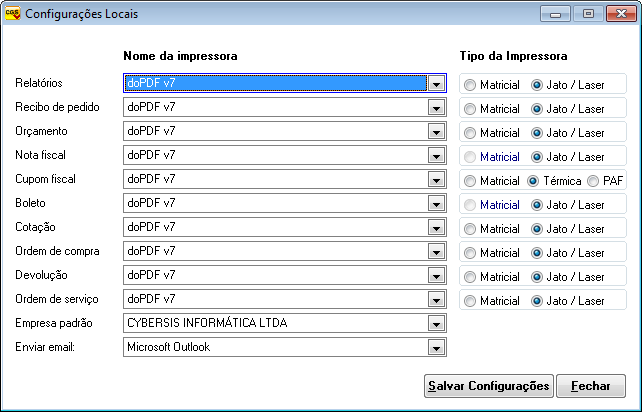 CGS Configurações Locais
Nome da impressora Tipo da Impressora
Relatórios doPDF v7 Matricial Jato / Laser
Recibo de pedido doPDF v7 Matricial Jato / Laser
Orçamento doPDF v7 Matricial Jato / Laser
Nota fiscal doPDF v7 Matricial Jato / Laser
Cupom fiscal doPDF v7 Matricial Térmica PAF
Boleto doPDF v7 Matricial Jato / Laser
Cotação doPDF v7 Matricial Jato / Laser
Ordem de compra doPDF v7 Matricial Jato / Laser
Devolução doPDF v7 Matricial Jato / Laser
Ordem de serviço doPDF v7 Matricial Jato / Laser
Empresa padrão CYBERSIS INFORMÁTICA LTDA
Enviar email: Microsoft Outlook
Salvar Configurações Fechar